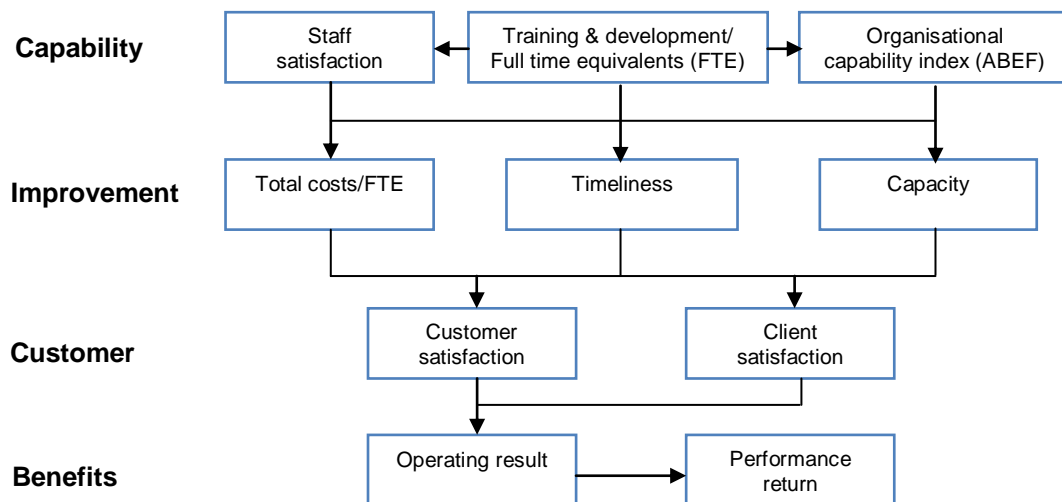 Capability
Staff
satisfaction
Training & development/
Full time equivalents (FTE)
Organisational
capability index (ABEF)
Improvement
Total costs/FTE
Timeliness
Capacity
Customer
Customer
satisfaction
Client
satisfaction
Benefits
Operating result
Performance
return